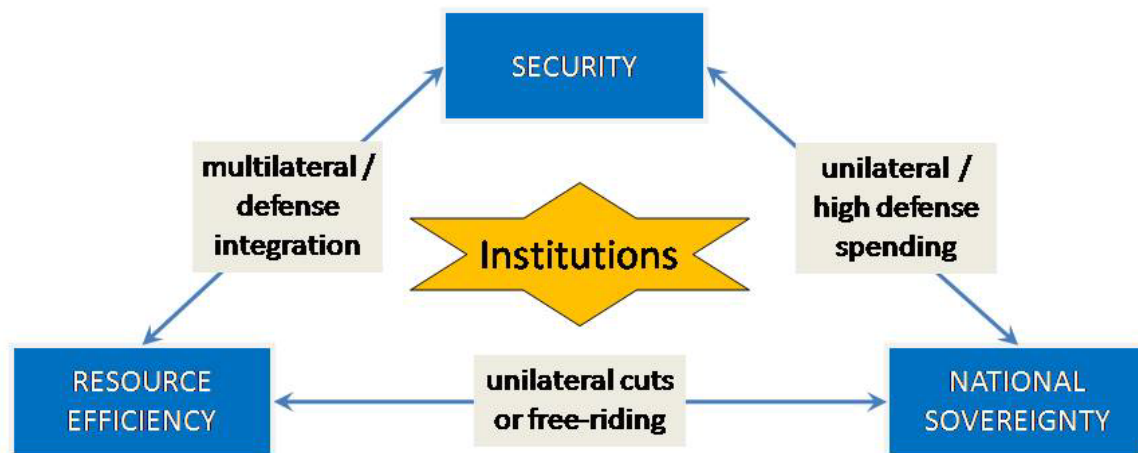 SECURITY
multilateral /
defense
integration
unilateral /
high defense
spending
Institutions
RESOURCE
EFFICIENCY
unilateral cuts
or free-riding
NATIONAL
SOVEREIGNTY